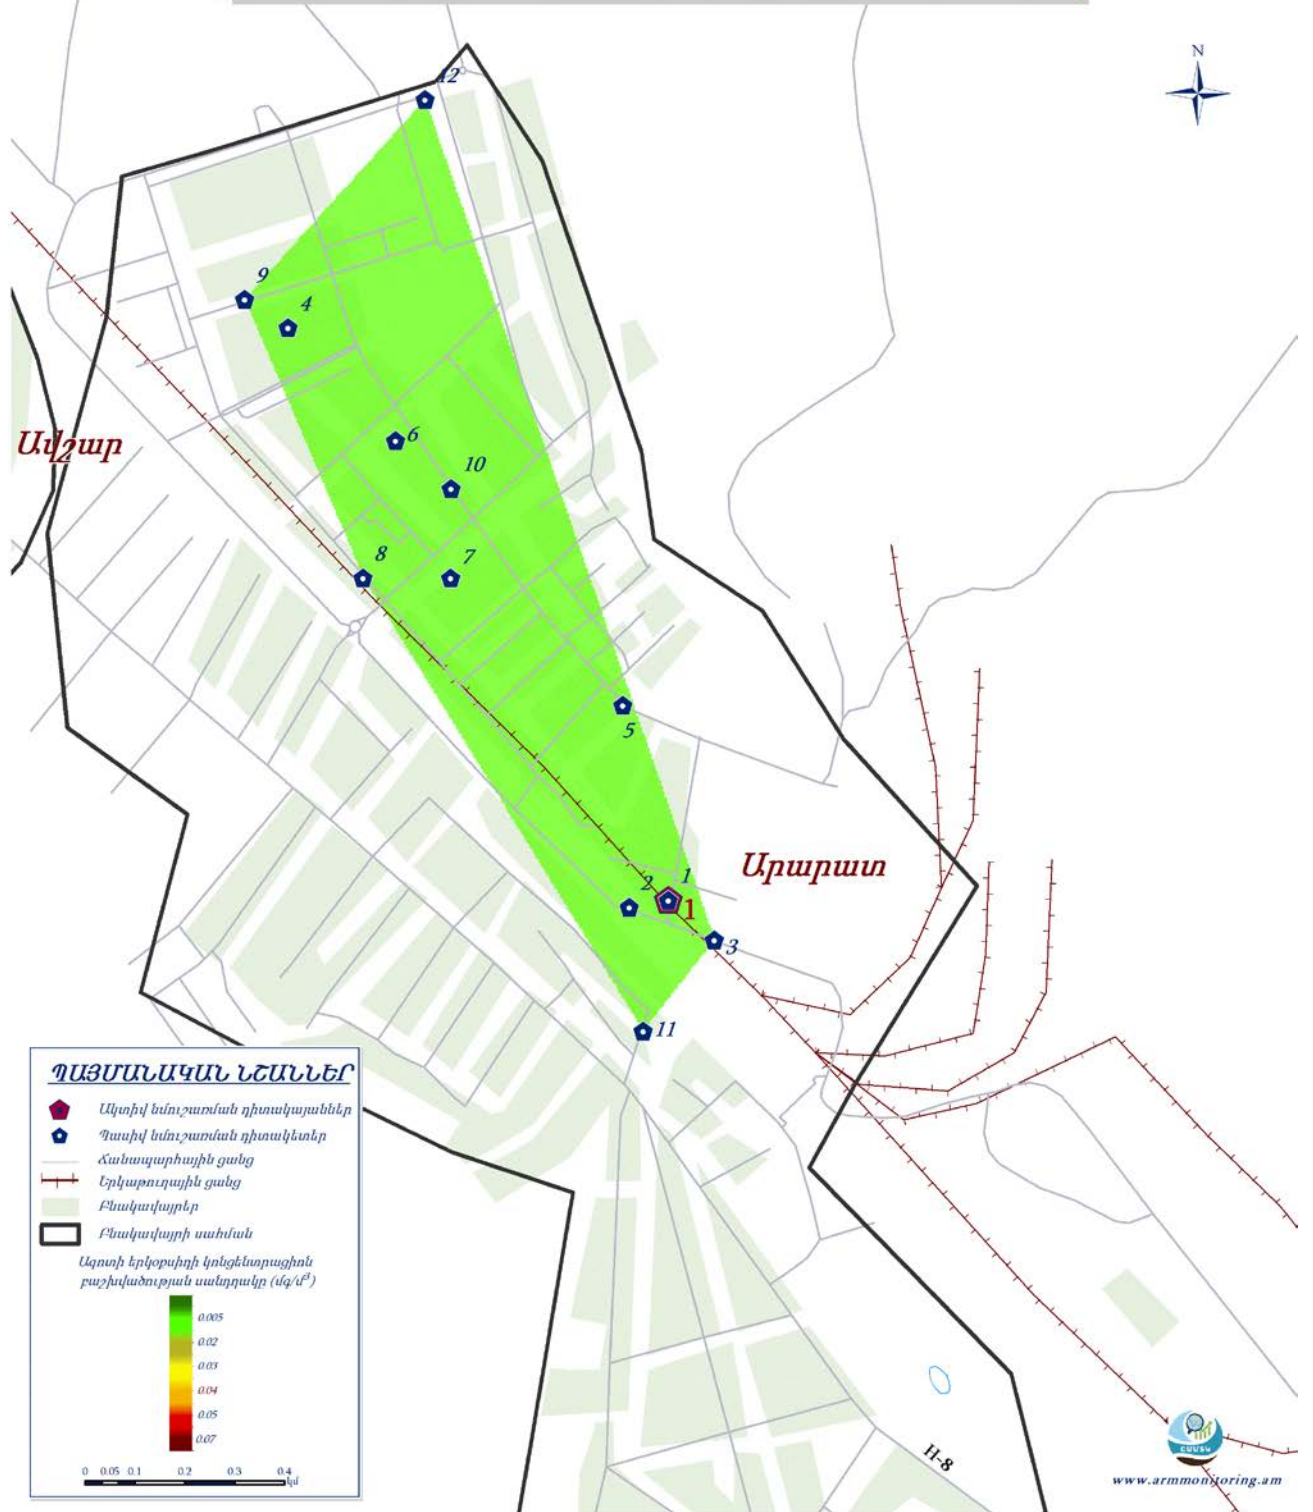 N
12
9
4
Ավշար
6
10
8
7
5
Արարատ
1
2
1
3
11
ՊԱՅՄԱՆԱԿԱՆ ՆՇԱՆՆԵՐ
Ակտիվ նմուշառման դիտակայաններ
Պասիվ նմուշառման դիտակետեր
Ճանապարհային ցանց
Երկաթուղային ցանց
Բնակավայրեր
Բնակավայրի սահման
Ազոտի երկօքսիդի կոնցենտրացիոն
բաշխվածության սանդղակը (մգ/մ³)
0.005
0.02
0.03
0.04
0.05
0.07
0 0.05 0.1 0.2 0.3 0.4
կմ
H-8
www.armmonitoring.am